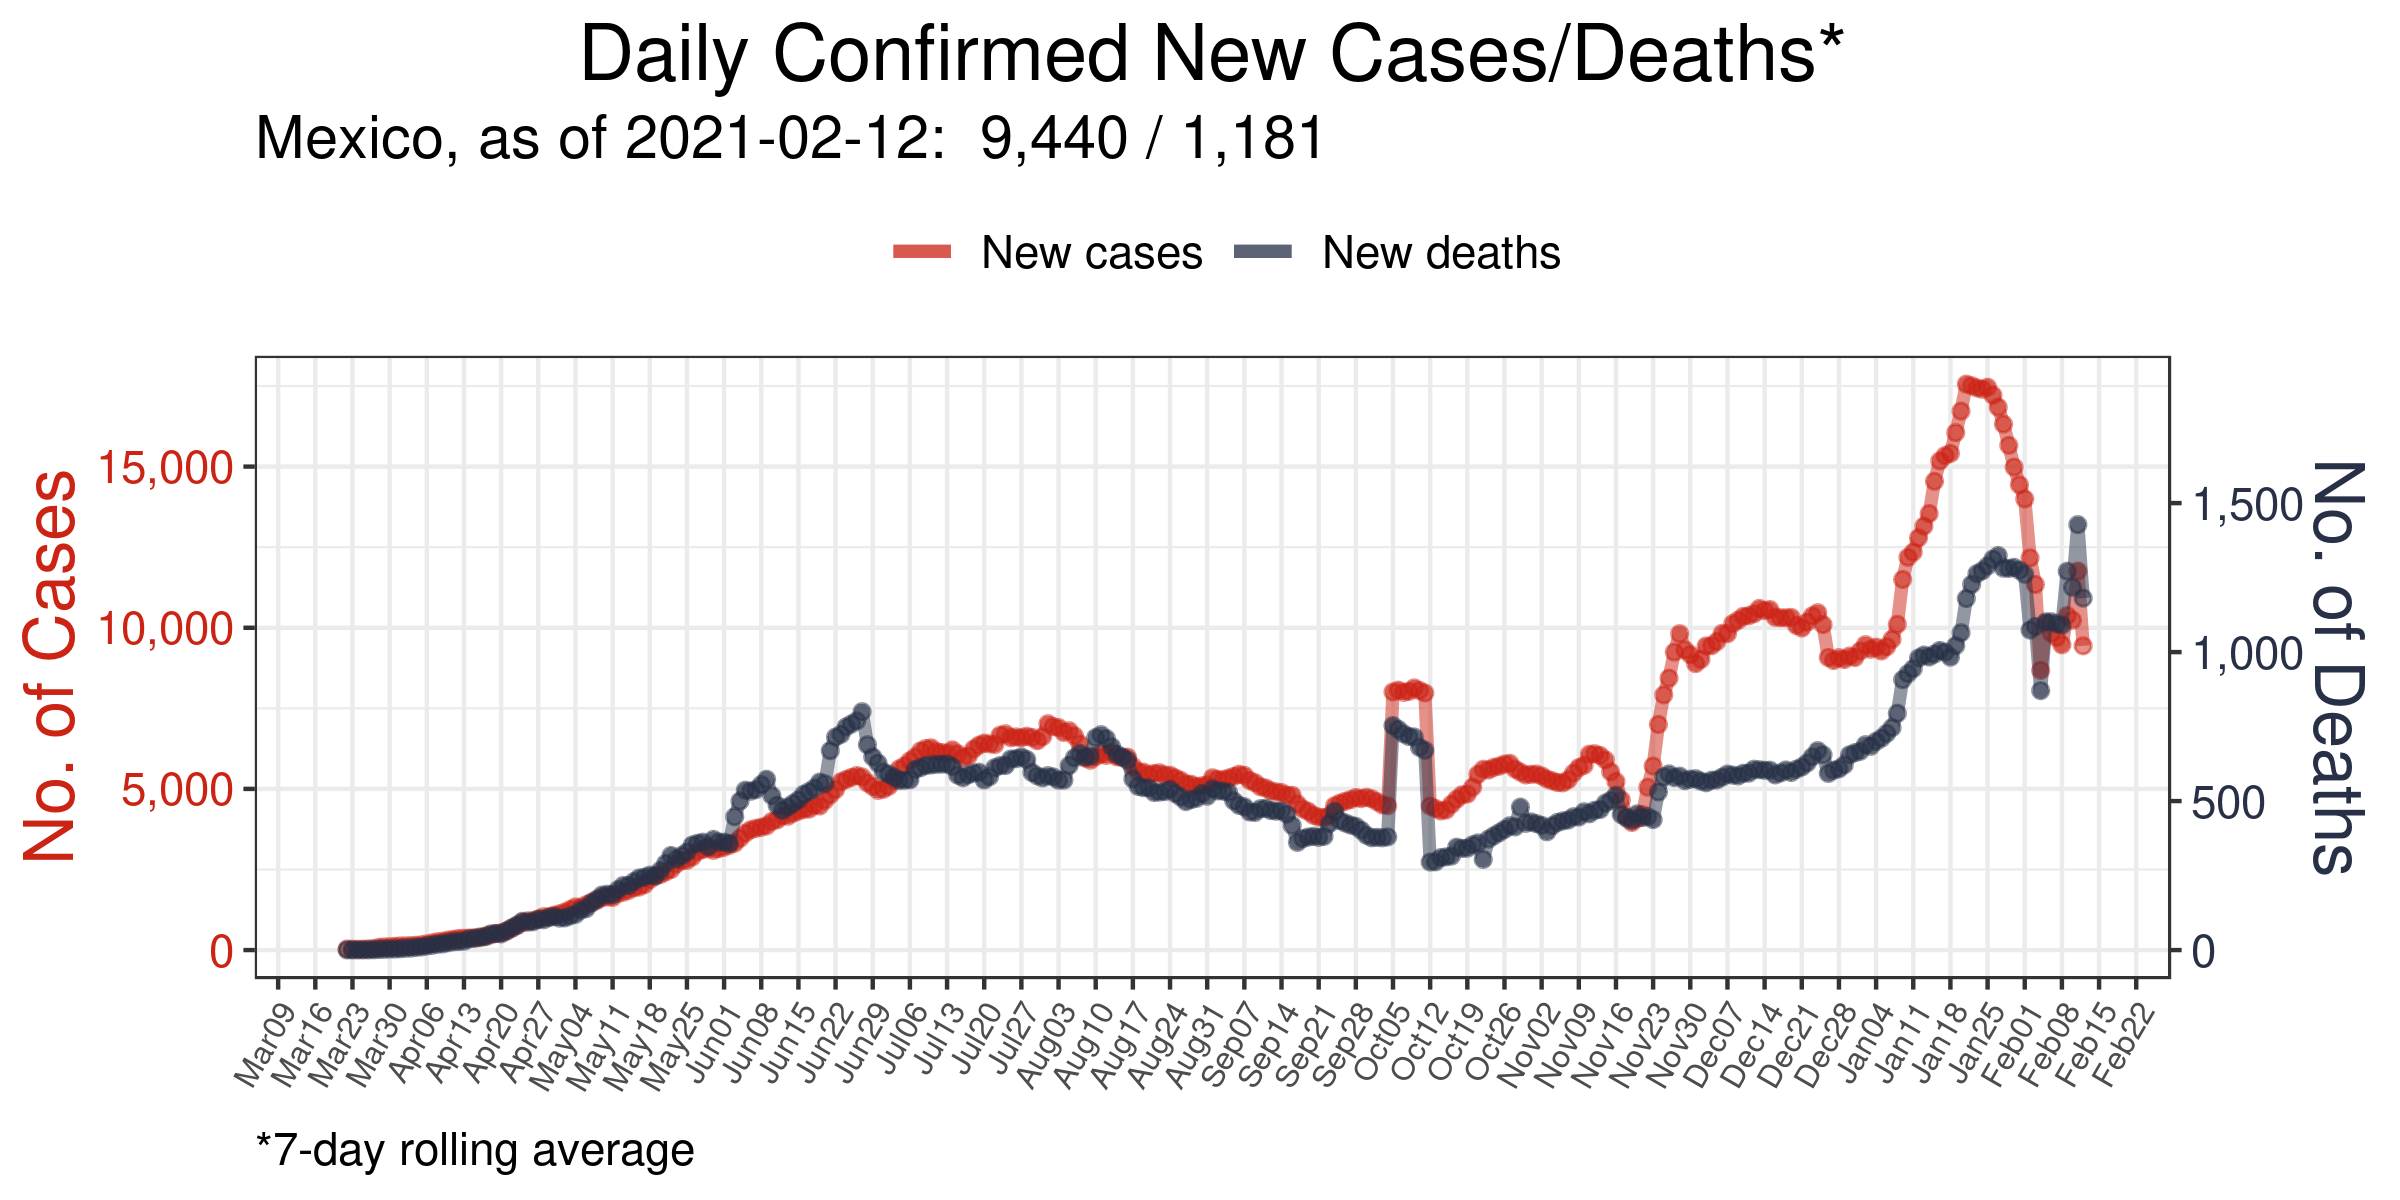 Daily Confirmed New Cases/Deaths*
Mexico, as of 2021-02-12:  9,440 / 1,181
New cases
New deaths
No. of Cases
15,000
10,000
5,000
0
No. of Deaths
1,500
1,000
500
0
Mar09
Mar16
Mar23
Mar30
Apr06
Apr13
Apr20
Apr27
May04
May11
May18
May25
Jun01
Jun08
Jun15
Jun22
Jun29
Jul06
Jul13
Jul20
Jul27
Aug03
Aug10
Aug17
Aug24
Aug31
Sep07
Sep14
Sep21
Sep28
Oct05
Oct12
Oct19
Oct26
Nov02
Nov09
Nov16
Nov23
Nov30
Dec07
Dec14
Dec21
Dec28
Jan04
Jan11
Jan18
Jan25
Feb01
Feb08
Feb15
Feb22
*7-day rolling average